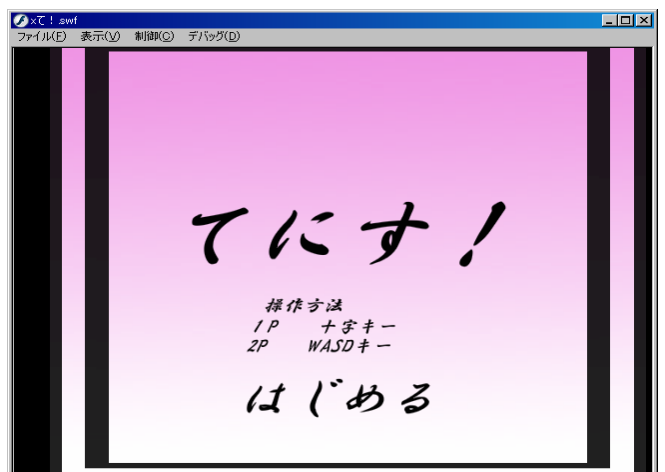 xて！.swf
ファイル(F) 表示(V) 制御(C) デバッグ(D)
てにす！
操作方法
1P 十字キー
2P WASDキー
はじめる